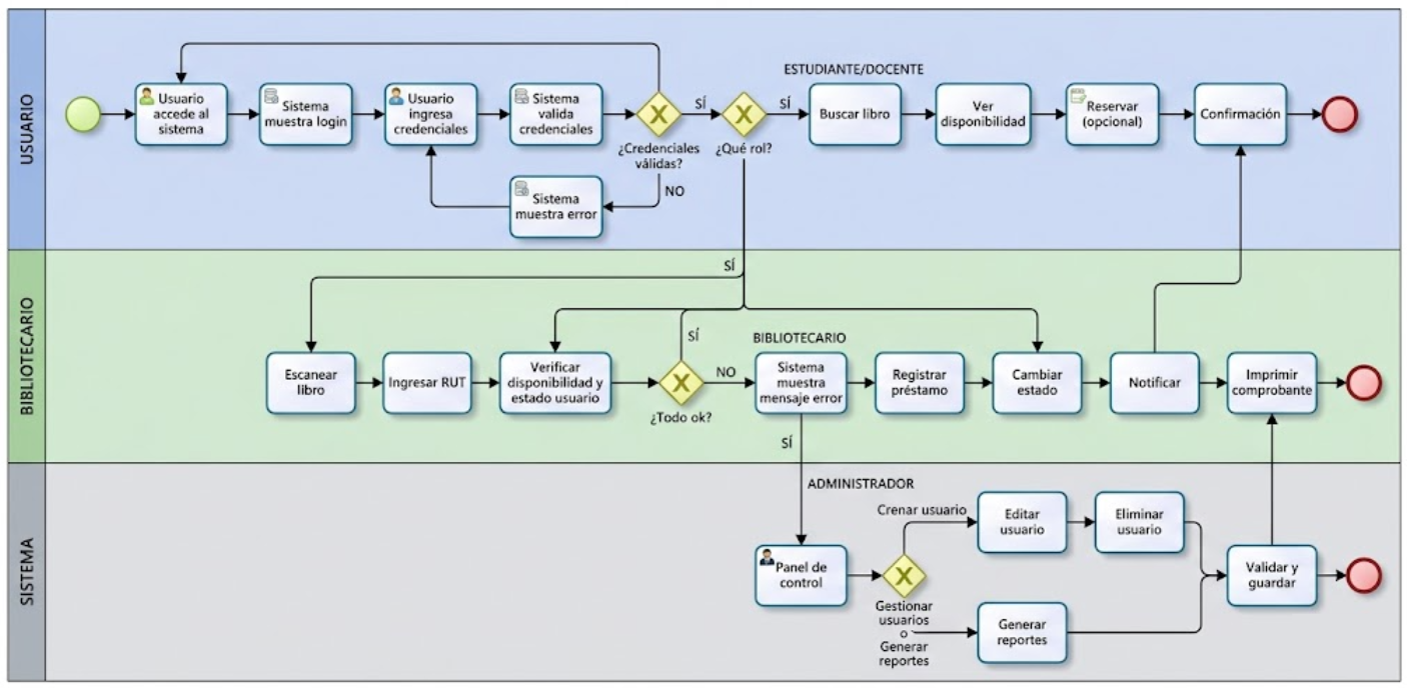 USUARIO
Usuario
accede al
sistema
Sistema
muestra login
Usuario
ingresa
credenciales
Sistema
valida
credenciales
X
¿Credenciales
válidas?
SÍ
X
¿Qué rol?
SÍ
ESTUDIANTE/DOCENTE
Buscar libro
Ver
disponibilidad
Reservar
(opcional)
Confirmación
NO
Sistema
muestra error
BIBLIOTECARIO
SÍ
Escanear
libro
Ingresar RUT
Verificar
disponibilidad y
estado usuario
SÍ
X
¿Todo ok?
NO
BIBLIOTECARIO
Sistema
muestra
mensaje error
Registrar
préstamo
Cambiar
estado
Notificar
Imprimir
comprobante
SÍ
SISTEMA
ADMINISTRADOR
Panel de
control
X
Crenar usuario
Editar
usuario
Eliminar
usuario
Gestionar
usuarios
o
Generar
reportes
Generar
reportes
Validar y
guardar